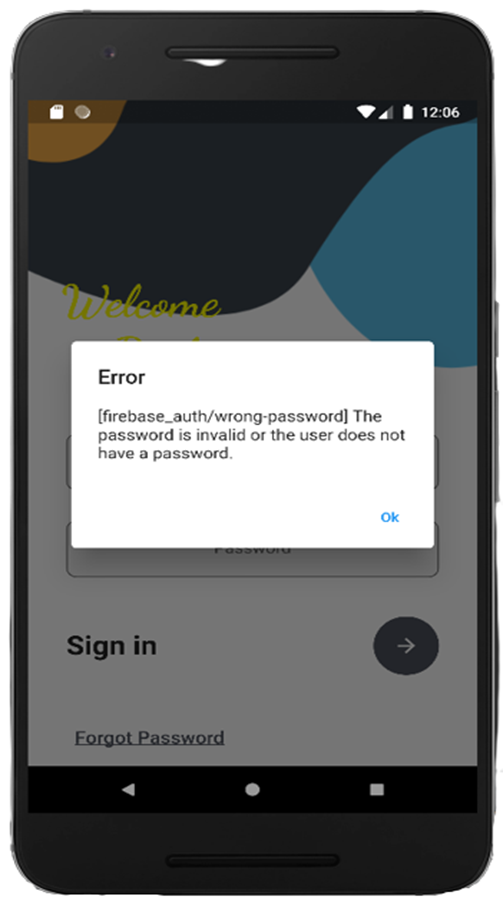 12:06
Welcome
Error
[firebase_auth/wrong-password] The
password is invalid or the user does not
have a password.
Ok
Password
Sign in
Forgot Password